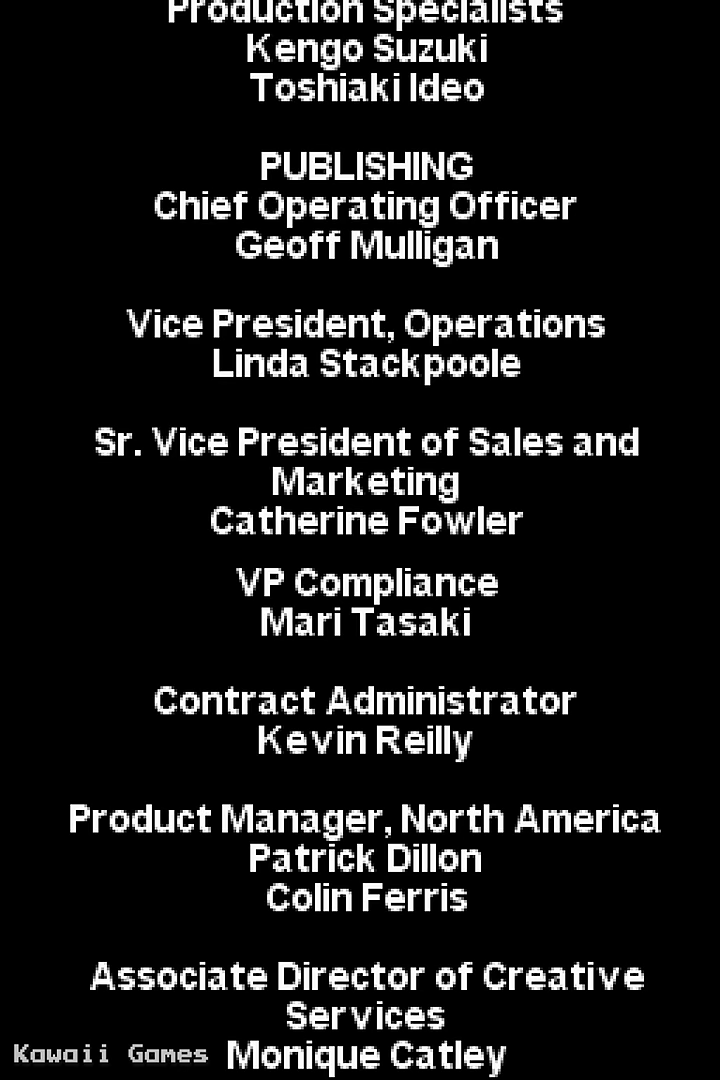 Production Specialists
Kengo Suzuki
Toshiaki Ideo
PUBLISHING
Chief Operating Officer
Geoff Mulligan
Vice President, Operations
Linda Stackpoole
Sr. Vice President of Sales and
Marketing
Catherine Fowler
VP Compliance
Mari Tasaki
Contract Administrator
Kevin Reilly
Product Manager, North America
Patrick Dillon
Colin Ferris
Associate Director of Creative
Services
Kawaii Games
Monique Catley